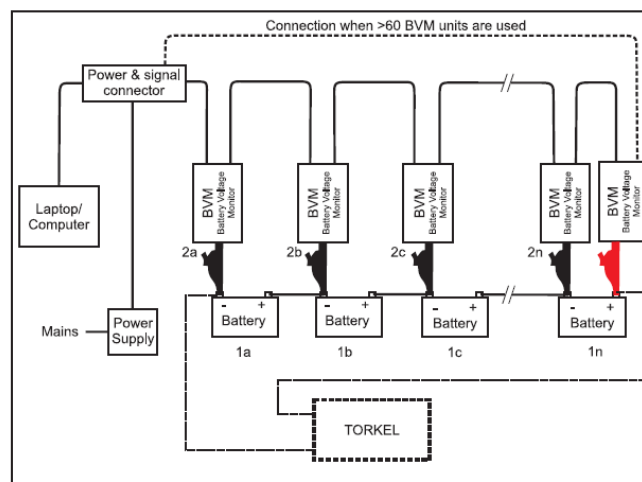 Connection when >60 BVM units are used
Power & signal
connector
BVM
Battery Voltage
Monitor
BVM
Battery Voltage
Monitor
BVM
Battery Voltage
Monitor
BVM
Battery Voltage
Monitor
BVM
Battery Voltage
Monitor
Laptop/
Computer
2a
2b
2c
2n
Mains
Power
Supply
- +
Battery
- +
Battery
- +
Battery
- +
Battery
1a
1b
1c
1n
TORKEL